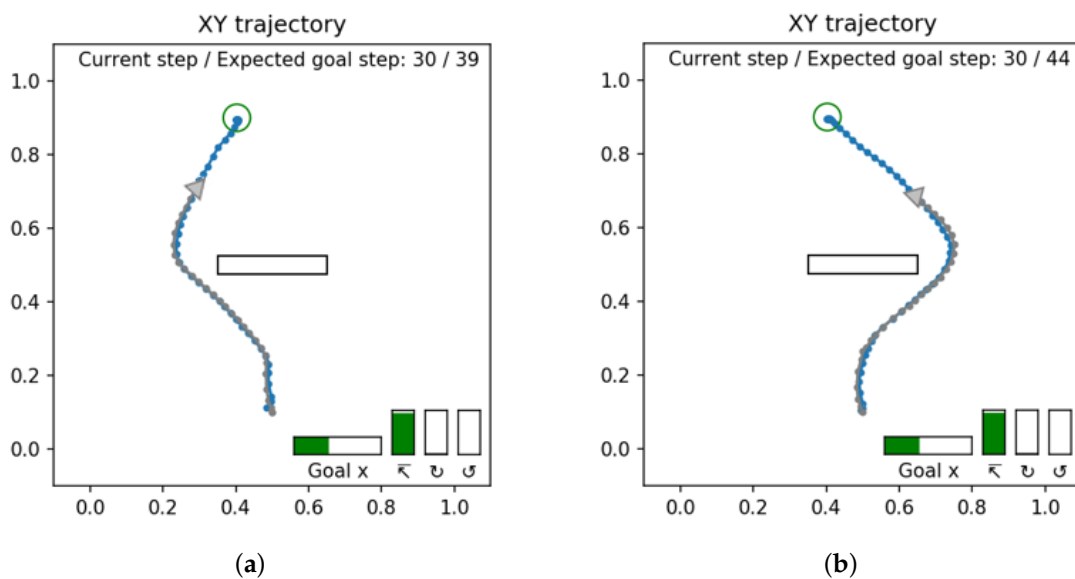 XY trajectory
Current step / Expected goal step: 30 / 39
1.0
0.8
0.6
0.4
0.2
0.0
Goal x ↸ ↻ ↺
0.0 0.2 0.4 0.6 0.8 1.0
(a)
XY trajectory
Current step / Expected goal step: 30 / 44
1.0
0.8
0.6
0.4
0.2
0.0
Goal x ↸ ↻ ↺
0.0 0.2 0.4 0.6 0.8 1.0
(b)